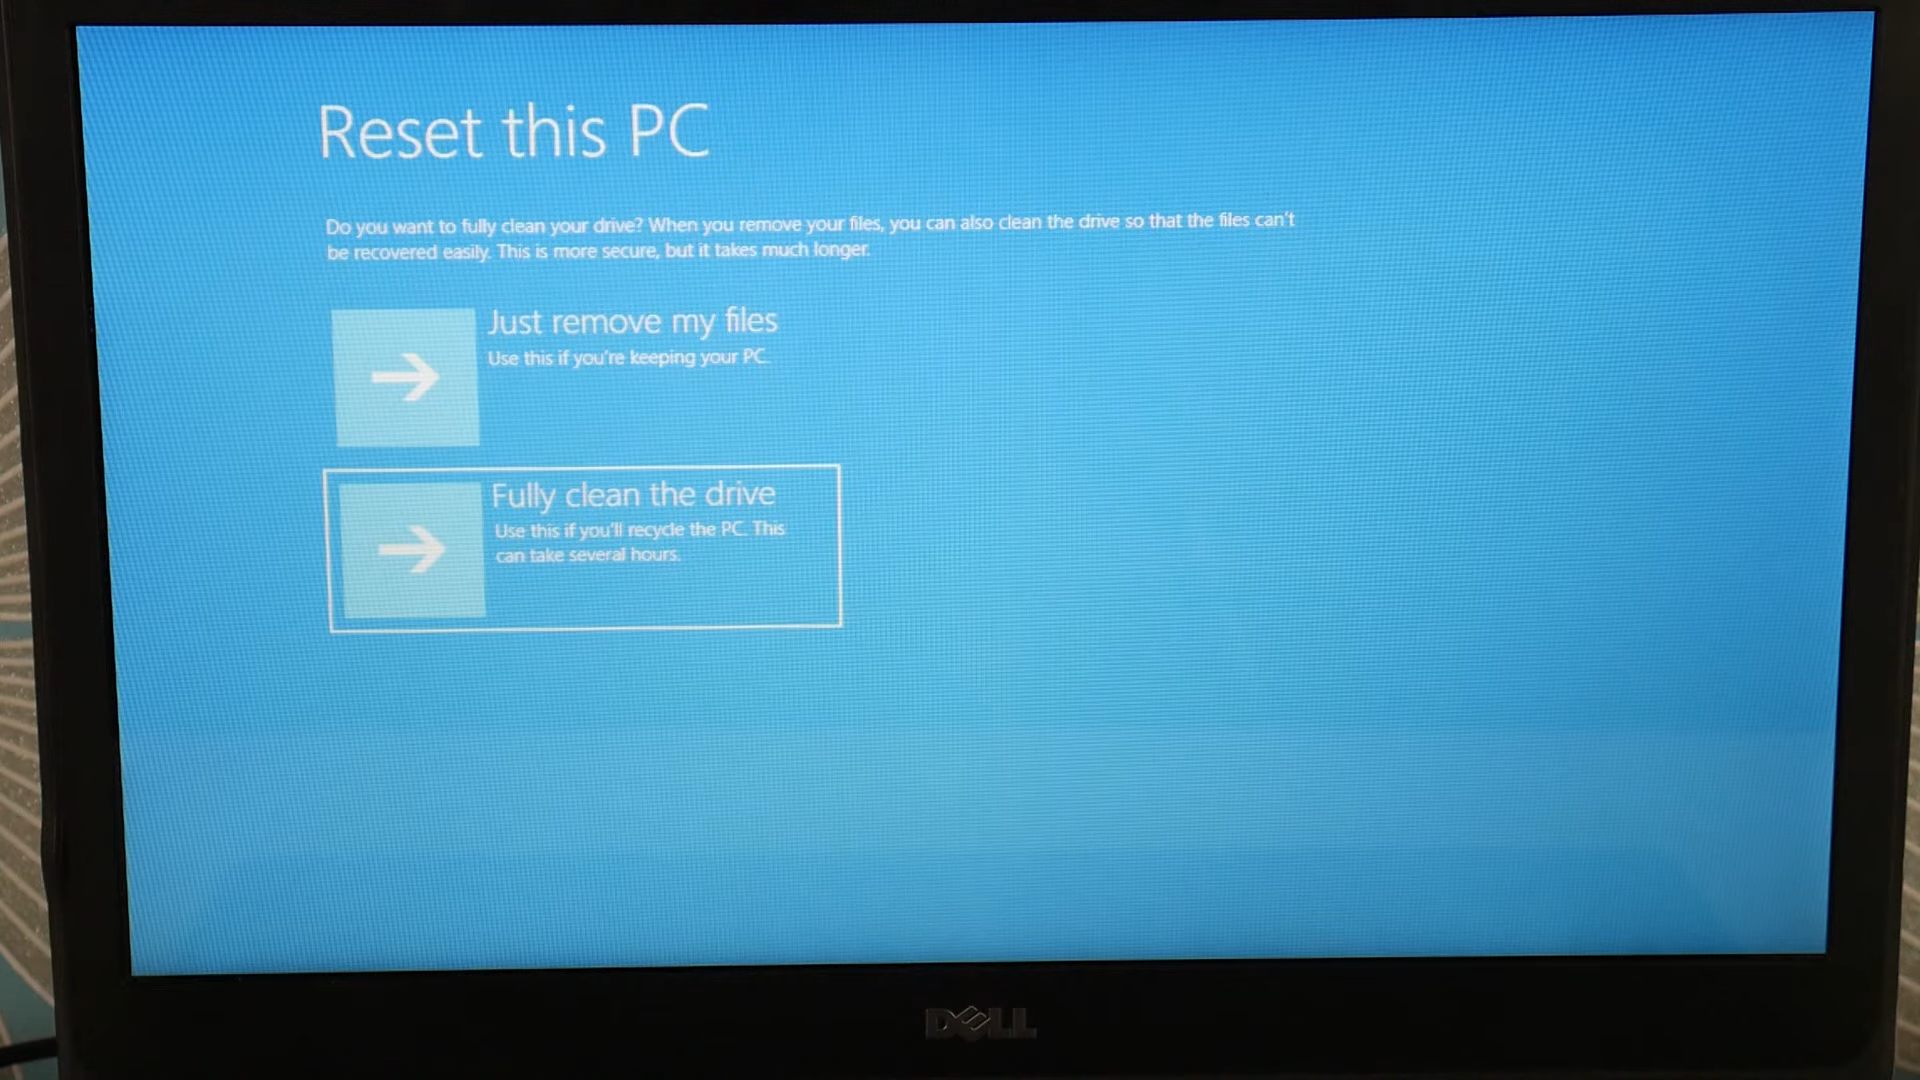 Reset this PC
Do you want to fully clean your drive? When you remove your files, you can also clean the drive so that the files can't
be recovered easily. This is more secure, but it takes much longer.
Just remove my files
Use this if you're keeping your PC.
Fully clean the drive
Use this if you'll recycle the PC. This
can take several hours.
DELL